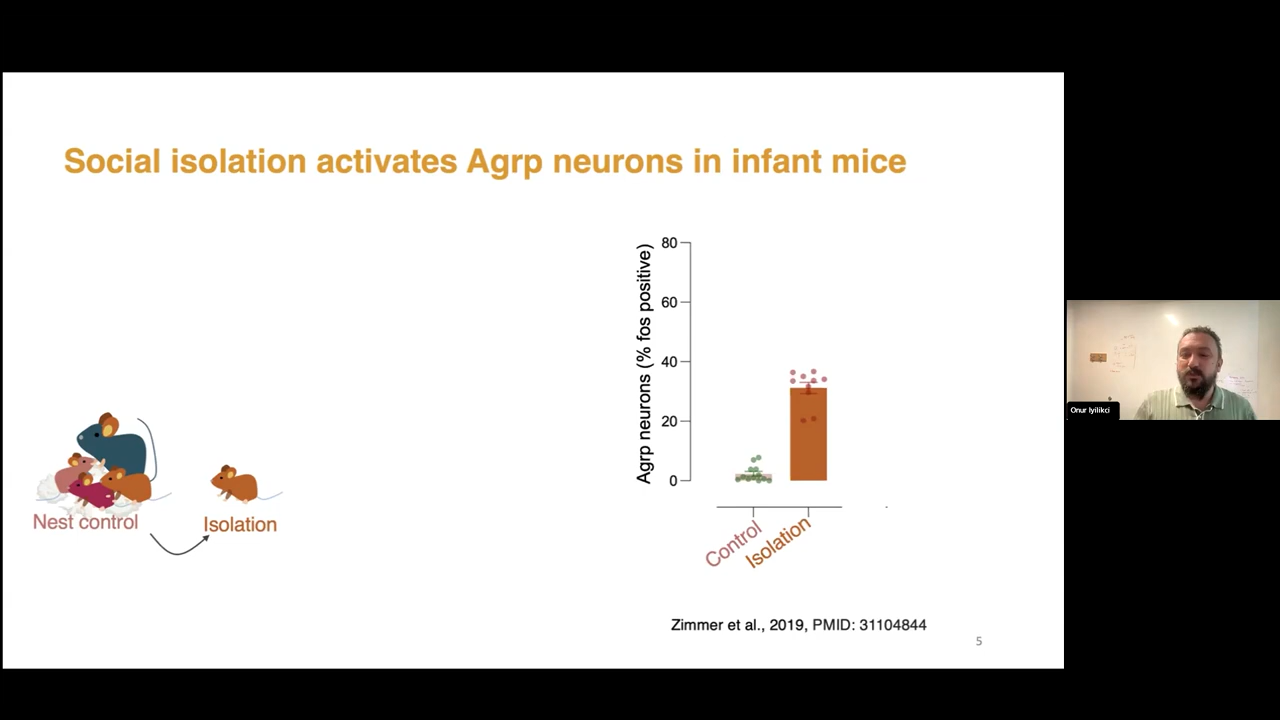 Social isolation activates Agrp neurons in infant mice
Agrp neurons (% fos positive)
80
60
40
20
0
Control
Isolation
Nest control
Isolation
Zimmer et al., 2019, PMID: 31104844
5
Onur Iyilikci